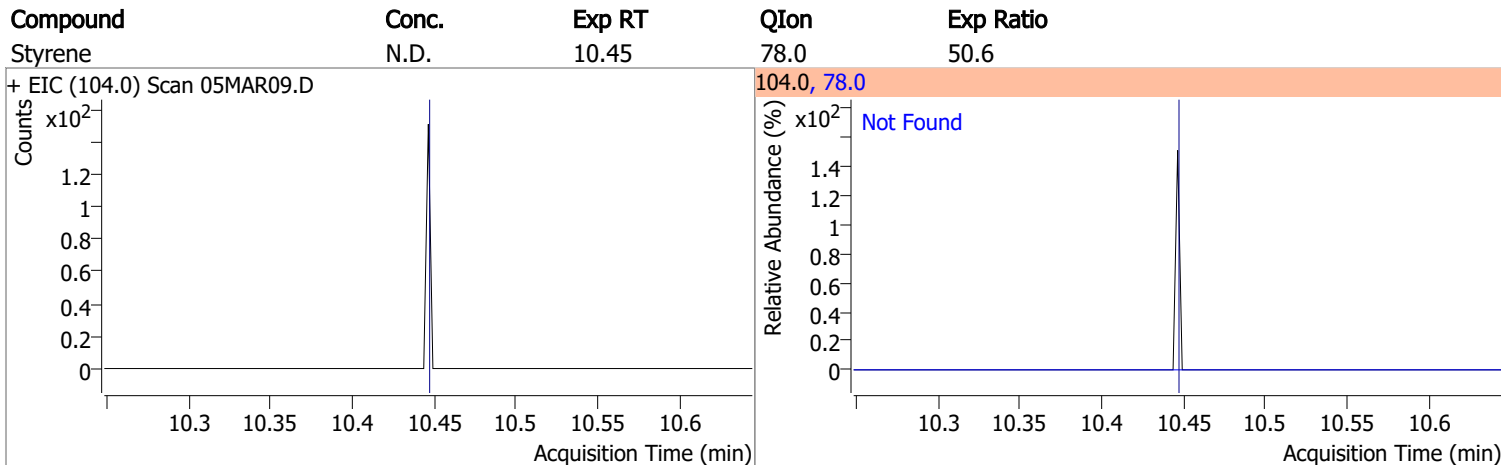 Compound Conc. Exp RT QIon Exp Ratio
Styrene N.D. 10.45 78.0 50.6
+ EIC (104.0) Scan 05MAR09.D
Counts
x10²
1.2
1
0.8
0.6
0.4
0.2
0
10.3 10.35 10.4 10.45 10.5 10.55 10.6
Acquisition Time (min)
104.0, 78.0
Relative Abundance (%)
x10²
Not Found
1.4
1.2
1
0.8
0.6
0.4
0.2
0
10.3 10.35 10.4 10.45 10.5 10.55 10.6
Acquisition Time (min)